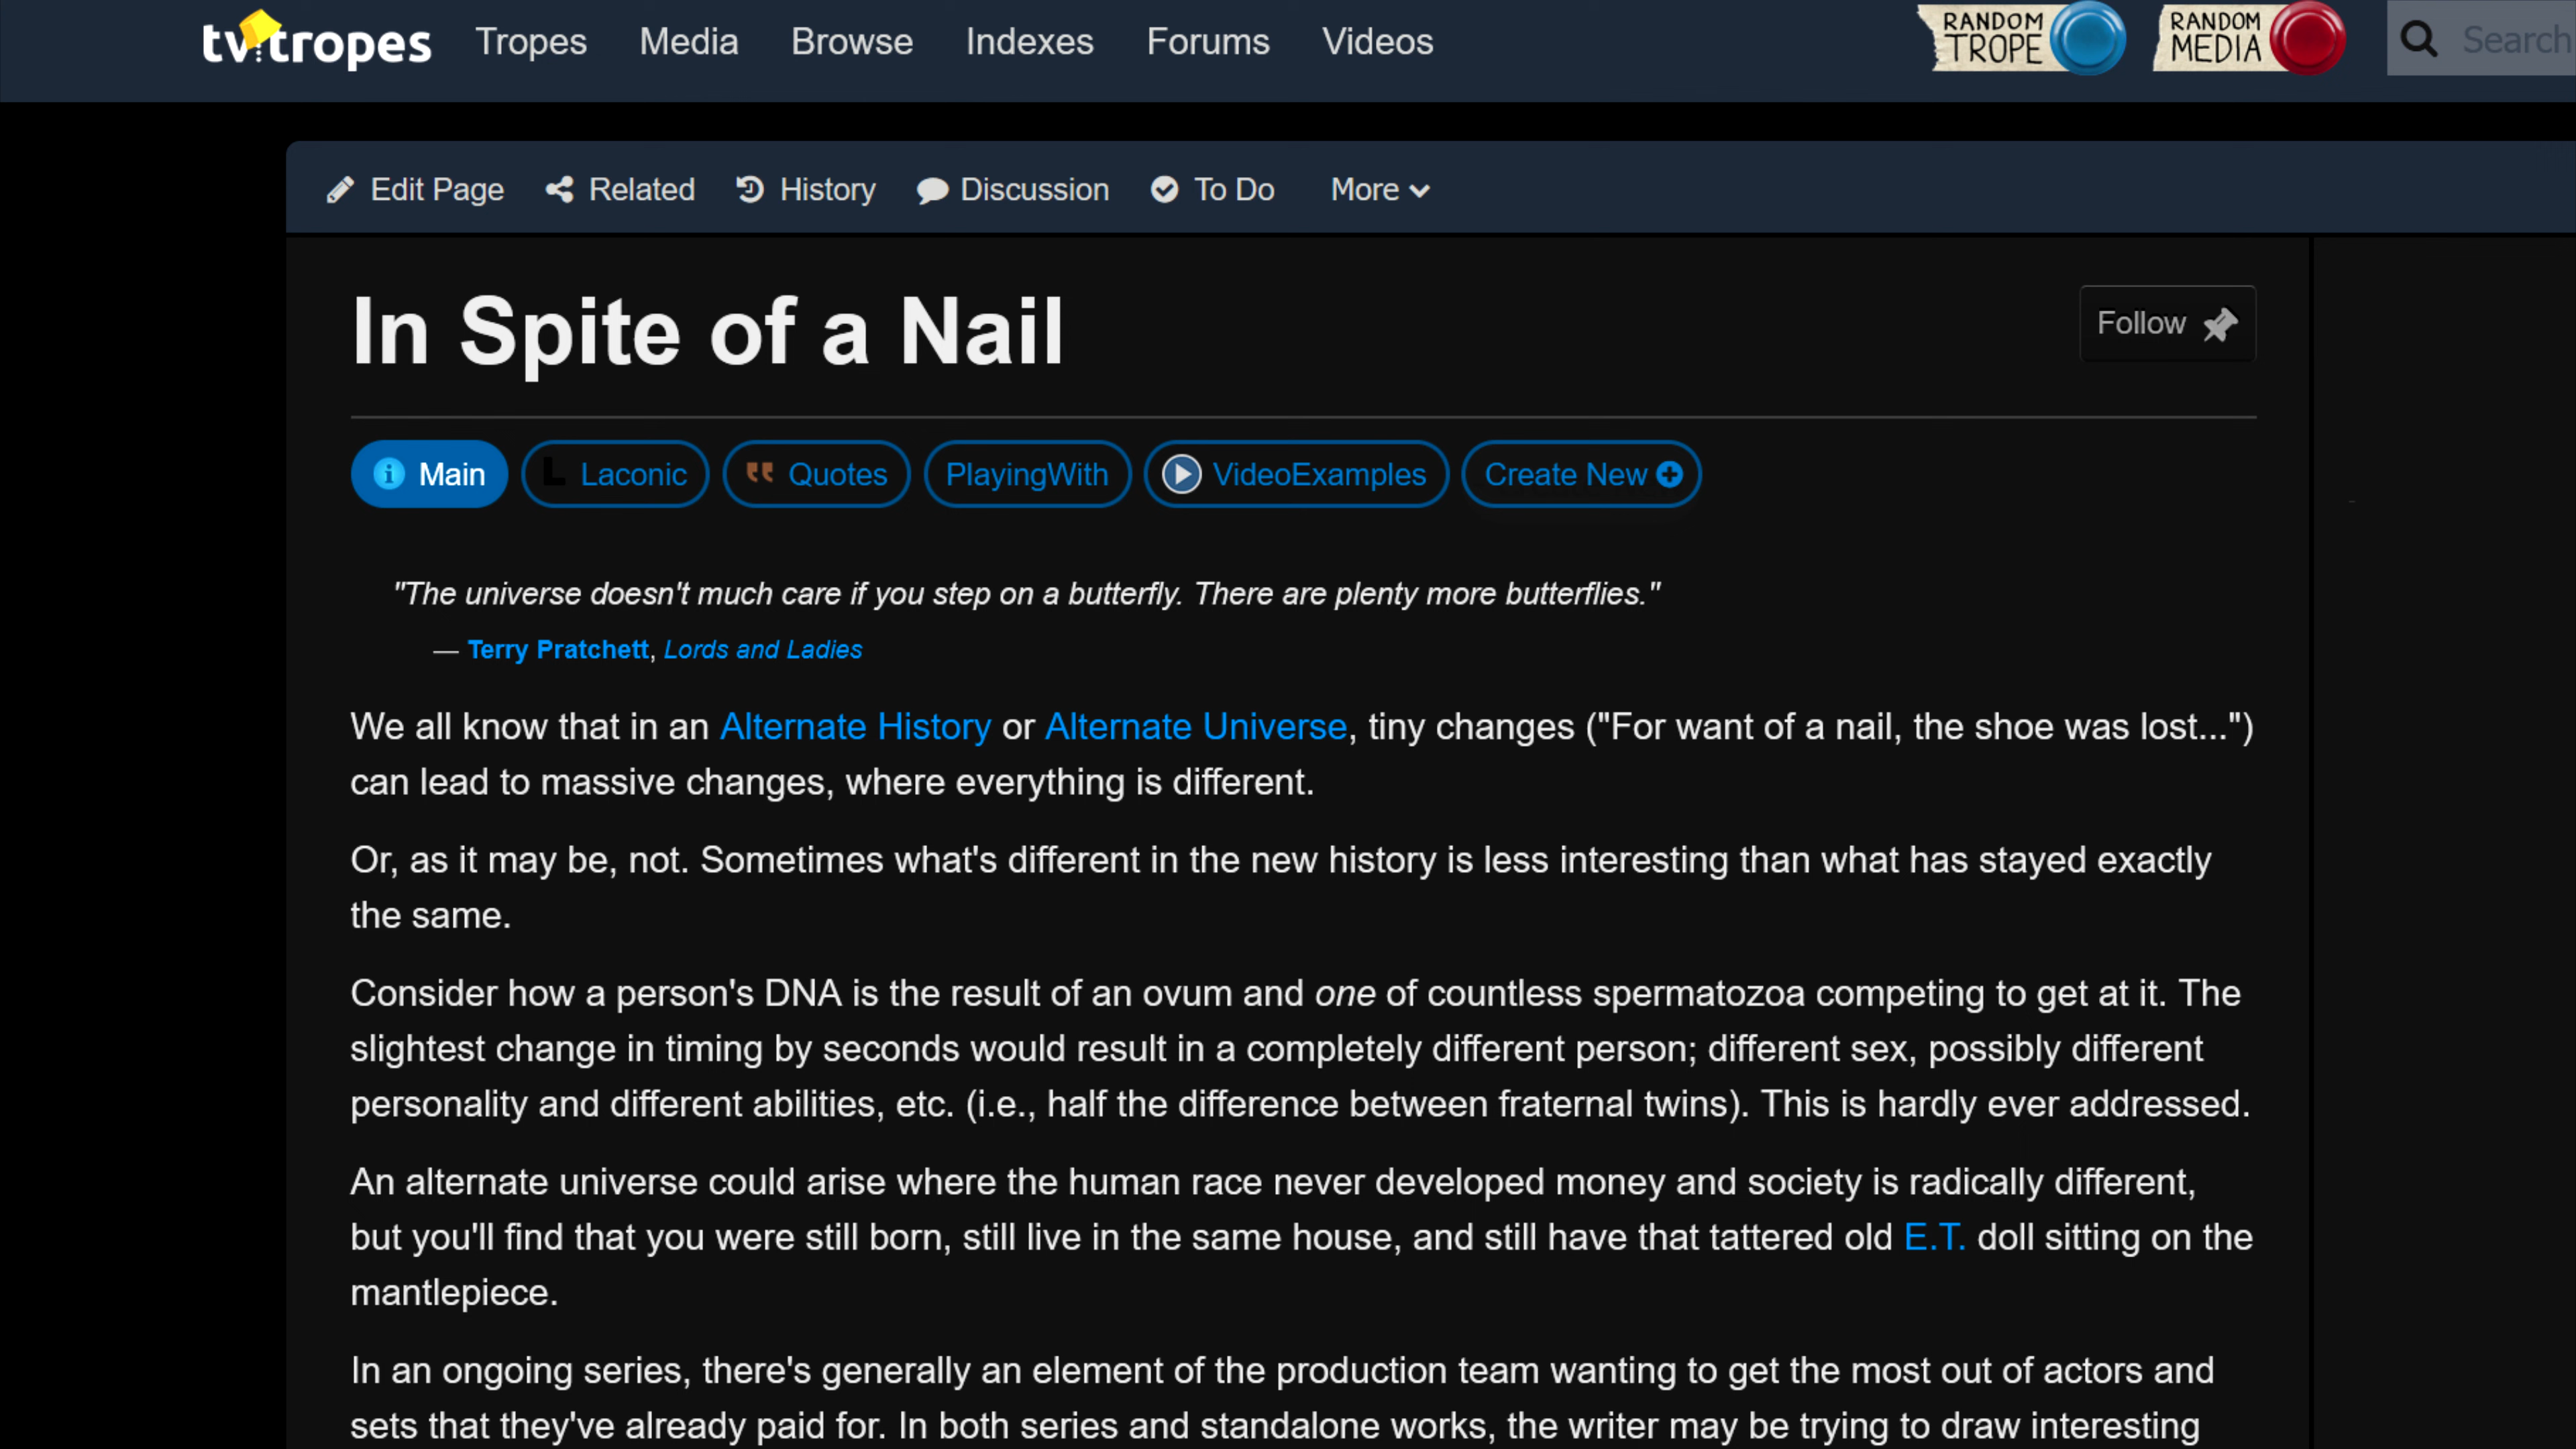 tv tropes Tropes Media Browse Indexes Forums Videos RANDOM TROPE RANDOM MEDIA Search
Edit Page Related History Discussion To Do More
In Spite of a Nail
Follow
Main Laconic Quotes PlayingWith VideoExamples Create New
"The universe doesn't much care if you step on a butterfly. There are plenty more butterflies."
— Terry Pratchett, Lords and Ladies
We all know that in an Alternate History or Alternate Universe, tiny changes ("For want of a nail, the shoe was lost...")
can lead to massive changes, where everything is different.
Or, as it may be, not. Sometimes what's different in the new history is less interesting than what has stayed exactly
the same.
Consider how a person's DNA is the result of an ovum and one of countless spermatozoa competing to get at it. The
slightest change in timing by seconds would result in a completely different person; different sex, possibly different
personality and different abilities, etc. (i.e., half the difference between fraternal twins). This is hardly ever addressed.
An alternate universe could arise where the human race never developed money and society is radically different,
but you'll find that you were still born, still live in the same house, and still have that tattered old E.T. doll sitting on the
mantlepiece.
In an ongoing series, there's generally an element of the production team wanting to get the most out of actors and
sets that they've already paid for. In both series and standalone works, the writer may be trying to draw interesting